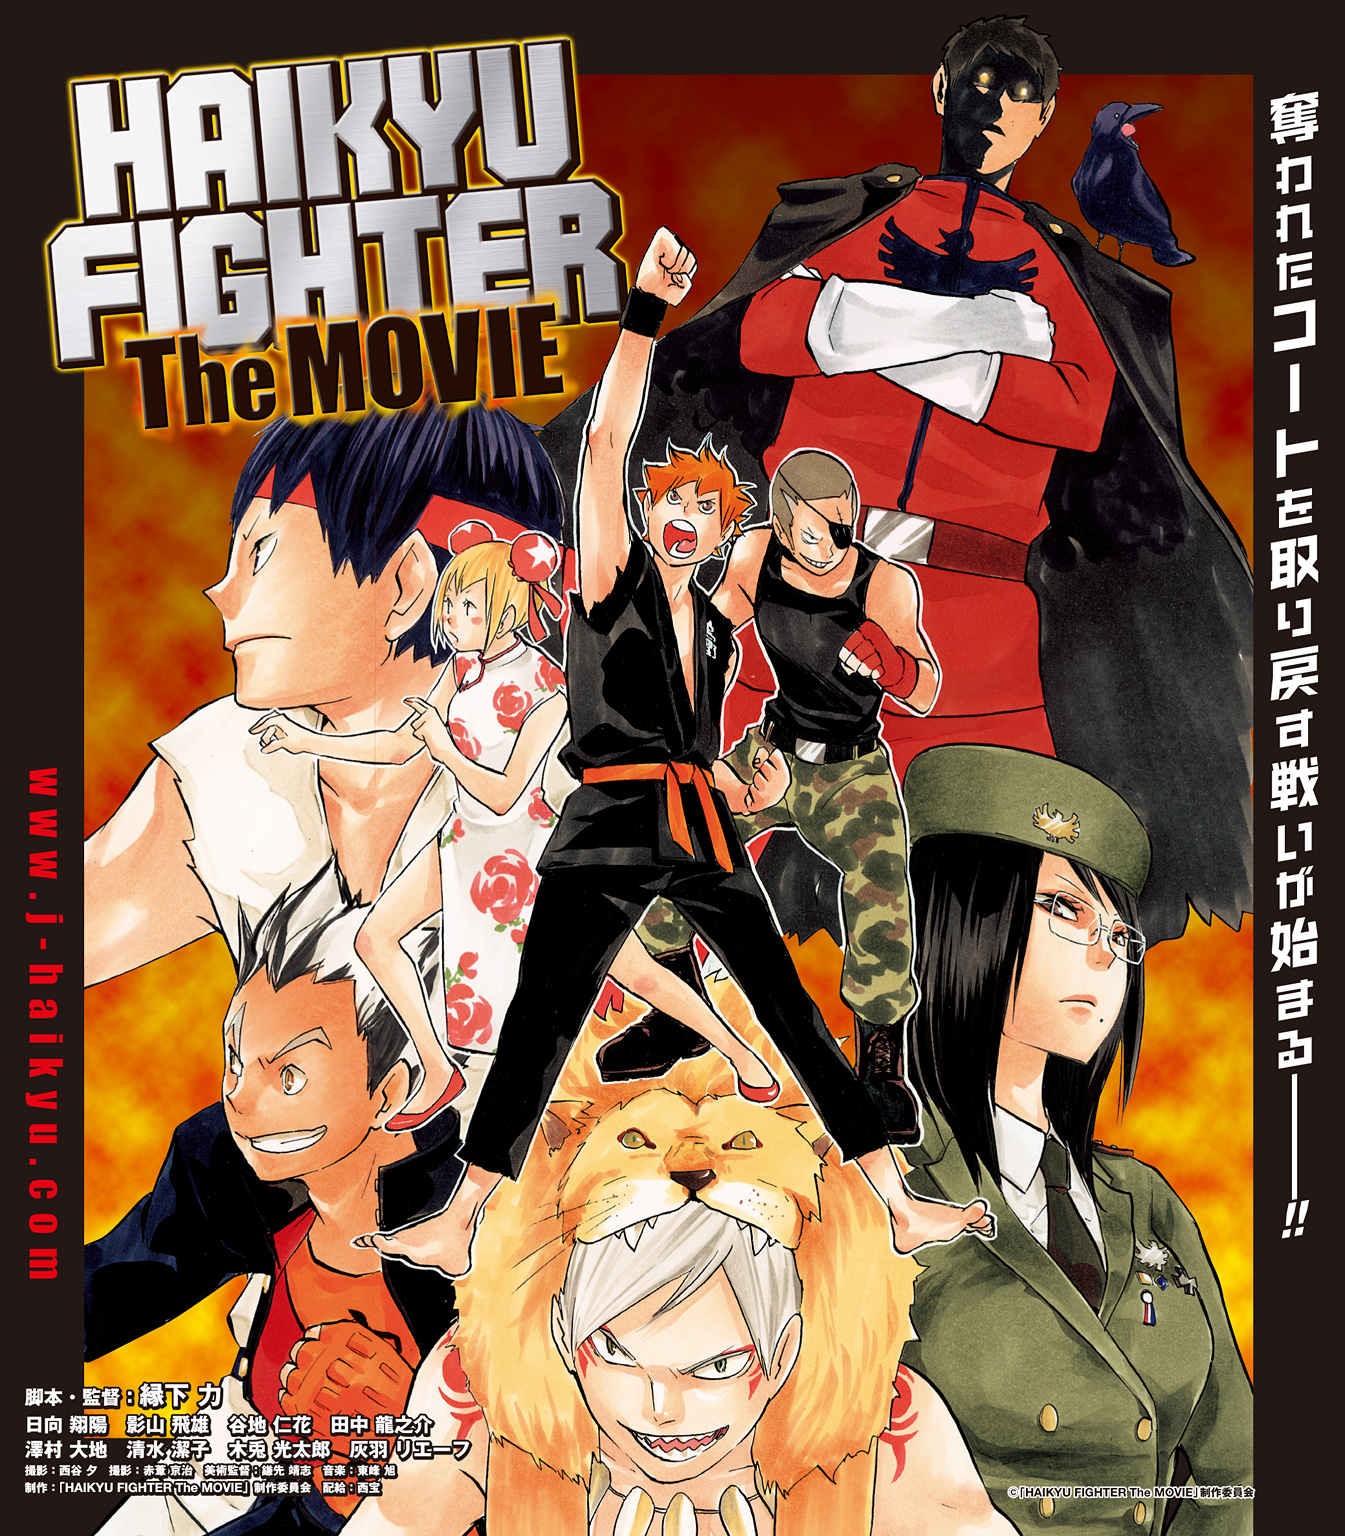 HAIKYU
FIGHTER
The MOVIE
奪われたコートを取り戻す戦いが始まる――!!
www.j-haikyu.com
脚本・監督：縁下 力
日向 翔陽　影山 飛雄　谷地 仁花　田中 龍之介
澤村 大地　清水 潔子　木兎 光太郎　灰羽 リエーフ
撮影：西谷 夕　撮影：赤葦 京治　美術監督：鎌先 靖志　音楽：東峰 旭
制作：「HAIKYU FIGHTER The MOVIE」制作委員会　配給：西宝
©「HAIKYU FIGHTER The MOVIE」制作委員会